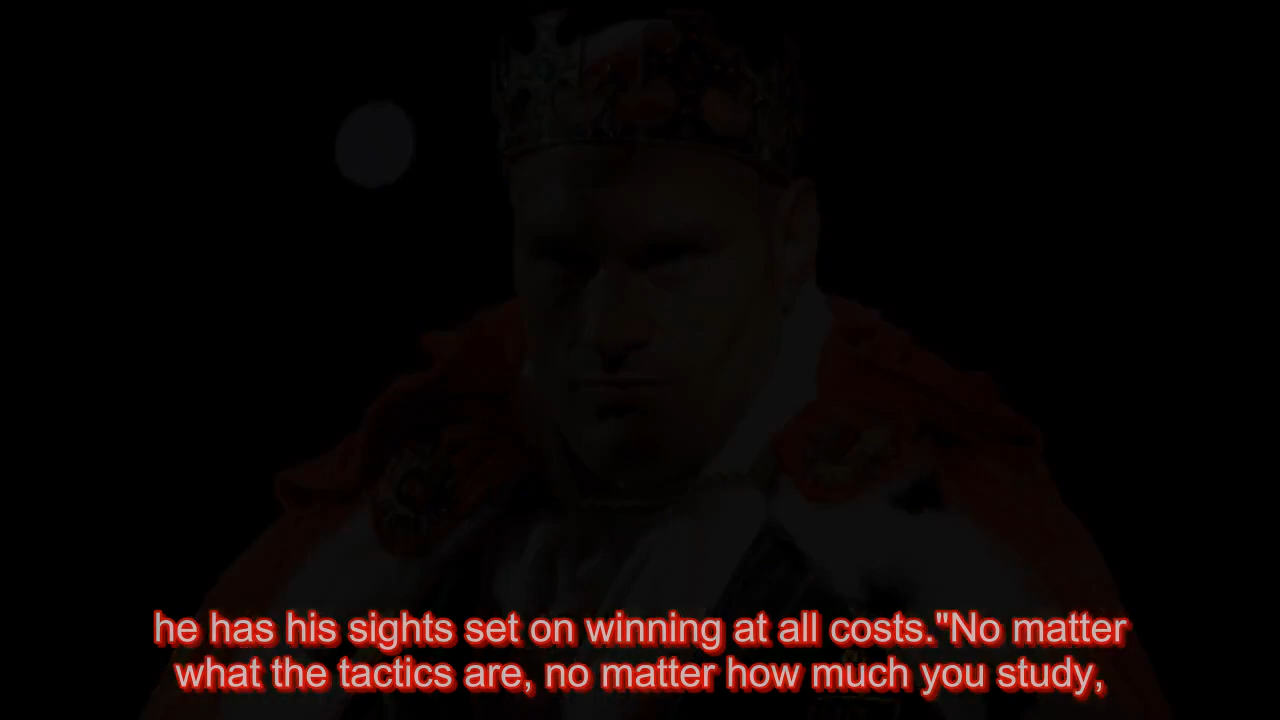 he has his sights set on winning at all costs."No matter
what the tactics are, no matter how much you study,